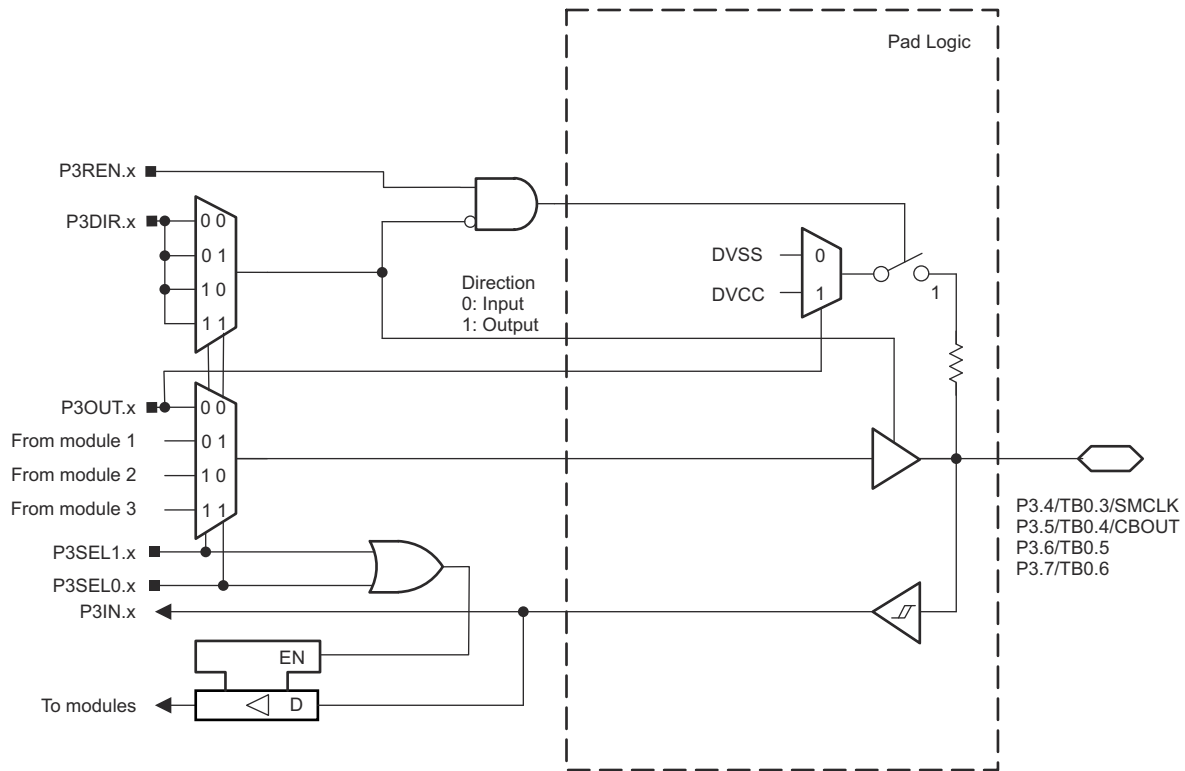 Pad Logic
P3REN.x
P3DIR.x
0 0
0 1
1 0
1 1
Direction
0: Input
1: Output
DVSS
DVCC
0
1
1
P3OUT.x
From module 1
From module 2
From module 3
0 0
0 1
1 0
1 1
P3SEL1.x
P3SEL0.x
P3IN.x
EN
D
To modules
P3.4/TB0.3/SMCLK
P3.5/TB0.4/CBOUT
P3.6/TB0.5
P3.7/TB0.6